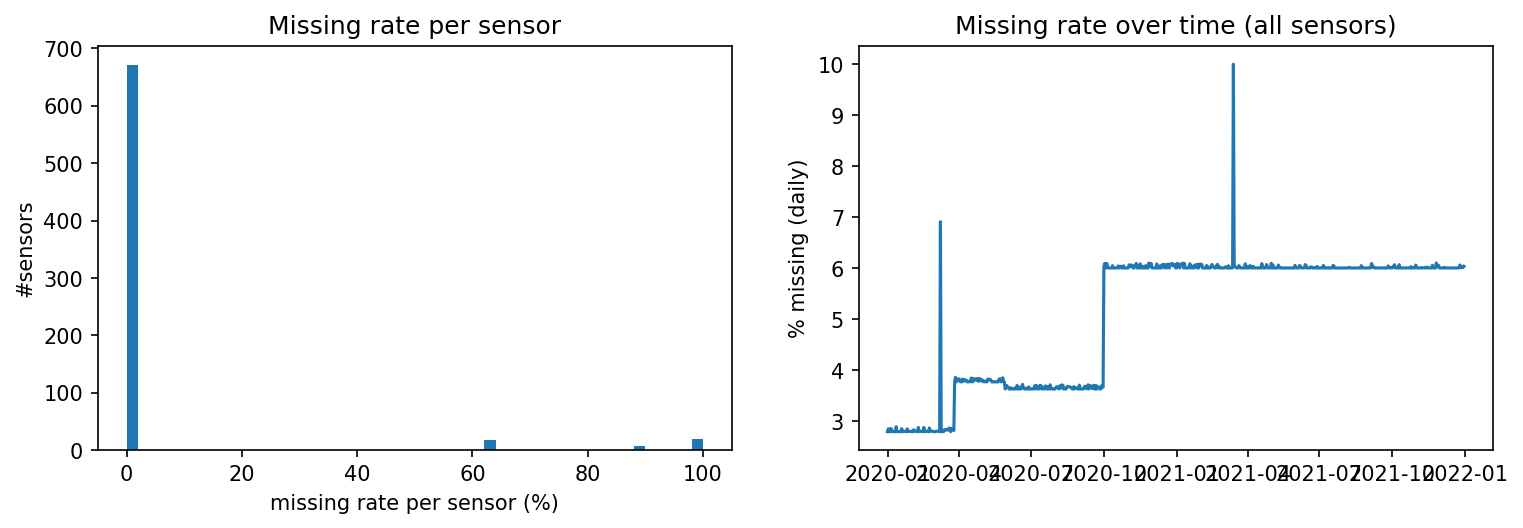 Missing rate per sensor
700
600
500
400
300
200
100
0
#sensors
0 20 40 60 80 100
missing rate per sensor (%)
Missing rate over time (all sensors)
10
9
8
7
6
5
4
3
% missing (daily)
2020-01 2020-04 2020-07 2020-10 2021-01 2021-04 2021-07 2021-10 2022-01